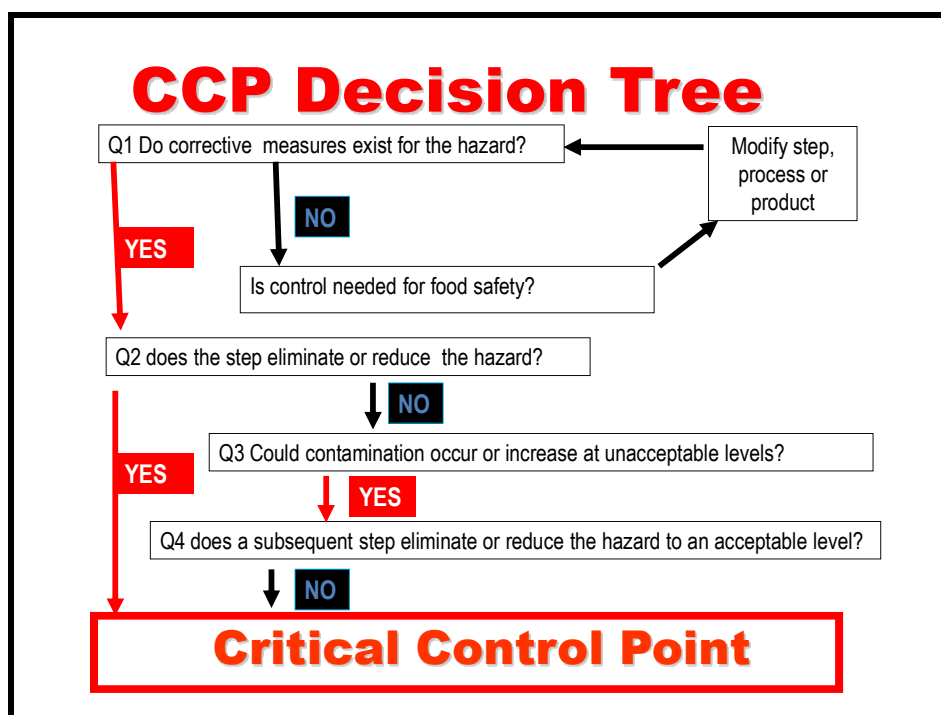 CCP Decision Tree
Q1 Do corrective measures exist for the hazard?
Modify step,
process or
product
NO
YES
Is control needed for food safety?
Q2 does the step eliminate or reduce the hazard?
NO
Q3 Could contamination occur or increase at unacceptable levels?
YES
YES
Q4 does a subsequent step eliminate or reduce the hazard to an acceptable level?
NO
Critical Control Point